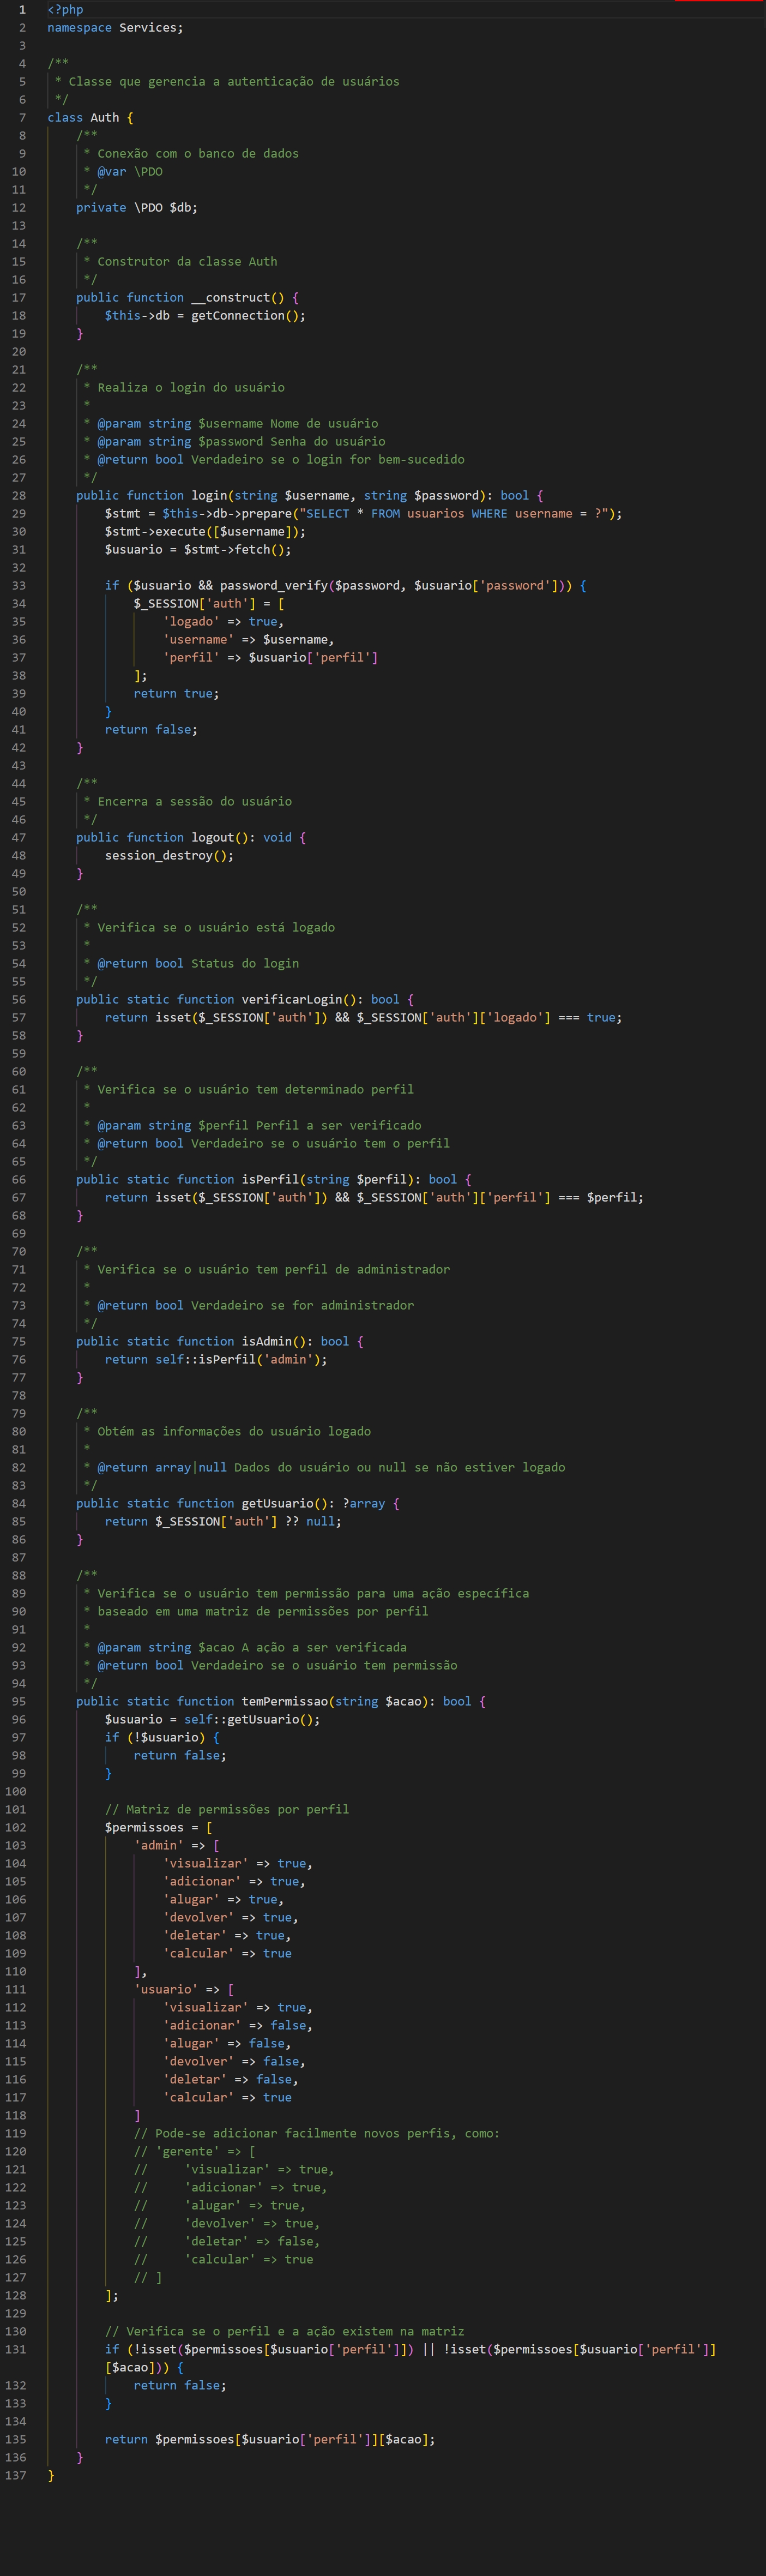 1 <?php
2 namespace Services;
3
4 /**
5  * Classe que gerencia a autenticação de usuários
6  */
7 class Auth {
8     /**
9      * Conexão com o banco de dados
10      * @var \PDO
11      */
12     private \PDO $db;
13
14     /**
15      * Construtor da classe Auth
16      */
17     public function __construct() {
18         $this->db = getConnection();
19     }
20
21     /**
22      * Realiza o login do usuário
23      *
24      * @param string $username Nome de usuário
25      * @param string $password Senha do usuário
26      * @return bool Verdadeiro se o login for bem-sucedido
27      */
28     public function login(string $username, string $password): bool {
29         $stmt = $this->db->prepare("SELECT * FROM usuarios WHERE username = ?");
30         $stmt->execute([$username]);
31         $usuario = $stmt->fetch();
32
33         if ($usuario && password_verify($password, $usuario['password'])) {
34             $_SESSION['auth'] = [
35                 'logado' => true,
36                 'username' => $username,
37                 'perfil' => $usuario['perfil']
38             ];
39             return true;
40         }
41         return false;
42     }
43
44     /**
45      * Encerra a sessão do usuário
46      */
47     public function logout(): void {
48         session_destroy();
49     }
50
51     /**
52      * Verifica se o usuário está logado
53      *
54      * @return bool Status do login
55      */
56     public static function verificarLogin(): bool {
57         return isset($_SESSION['auth']) && $_SESSION['auth']['logado'] === true;
58     }
59
60     /**
61      * Verifica se o usuário tem determinado perfil
62      *
63      * @param string $perfil Perfil a ser verificado
64      * @return bool Verdadeiro se o usuário tem o perfil
65      */
66     public static function isPerfil(string $perfil): bool {
67         return isset($_SESSION['auth']) && $_SESSION['auth']['perfil'] === $perfil;
68     }
69
70     /**
71      * Verifica se o usuário tem perfil de administrador
72      *
73      * @return bool Verdadeiro se for administrador
74      */
75     public static function isAdmin(): bool {
76         return self::isPerfil('admin');
77     }
78
79     /**
80      * Obtém as informações do usuário logado
81      *
82      * @return array|null Dados do usuário ou null se não estiver logado
83      */
84     public static function getUsuario(): ?array {
85         return $_SESSION['auth'] ?? null;
86     }
87
88     /**
89      * Verifica se o usuário tem permissão para uma ação específica
90      * baseado em uma matriz de permissões por perfil
91      *
92      * @param string $acao A ação a ser verificada
93      * @return bool Verdadeiro se o usuário tem permissão
94      */
95     public static function temPermissao(string $acao): bool {
96         $usuario = self::getUsuario();
97         if (!$usuario) {
98             return false;
99         }
100
101         // Matriz de permissões por perfil
102         $permissoes = [
103             'admin' => [
104                 'visualizar' => true,
105                 'adicionar' => true,
106                 'alugar' => true,
107                 'devolver' => true,
108                 'deletar' => true,
109                 'calcular' => true
110             ],
111             'usuario' => [
112                 'visualizar' => true,
113                 'adicionar' => false,
114                 'alugar' => false,
115                 'devolver' => false,
116                 'deletar' => false,
117                 'calcular' => true
118             ]
119             // Pode-se adicionar facilmente novos perfis, como:
120             // 'gerente' => [
121             //     'visualizar' => true,
122             //     'adicionar' => true,
123             //     'alugar' => true,
124             //     'devolver' => true,
125             //     'deletar' => false,
126             //     'calcular' => true
127             // ]
128         ];
129
130         // Verifica se o perfil e a ação existem na matriz
131         if (!isset($permissoes[$usuario['perfil']]) || !isset($permissoes[$usuario['perfil']]
        [$acao])) {
132             return false;
133         }
134
135         return $permissoes[$usuario['perfil']][$acao];
136     }
137 }